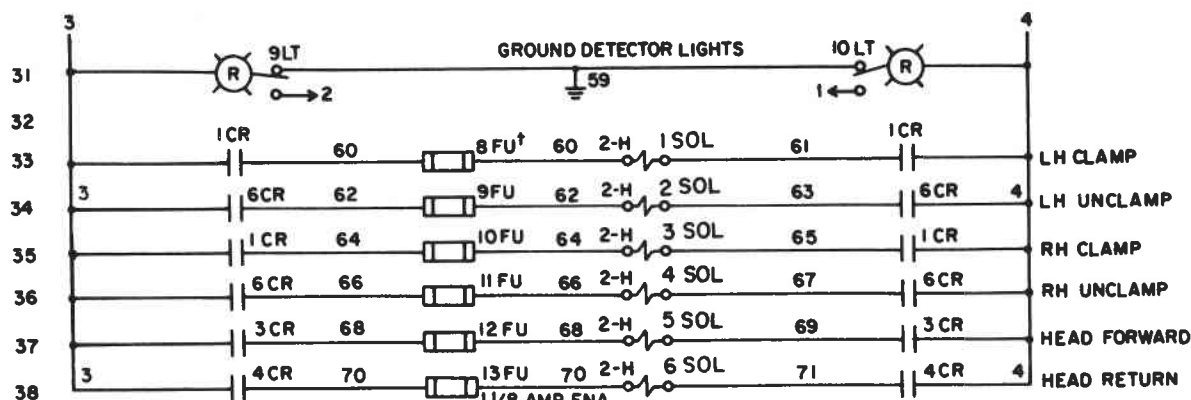 3 4
31 R 9LT GROUND DETECTOR LIGHTS 10LT R
2 59 1
32
33 1CR 60 8FU† 60 2-H 1 SOL 61 1CR LH CLAMP
34 3 6CR 62 9FU 62 2-H 2 SOL 63 6CR 4 LH UNCLAMP
35 1CR 64 10FU 64 2-H 3 SOL 65 1CR RH CLAMP
36 6CR 66 11FU 66 2-H 4 SOL 67 6CR RH UNCLAMP
37 3CR 68 12FU 68 2-H 5 SOL 69 3CR HEAD FORWARD
38 3 4CR 70 13FU 70 2-H 6 SOL 71 4CR 4 HEAD RETURN